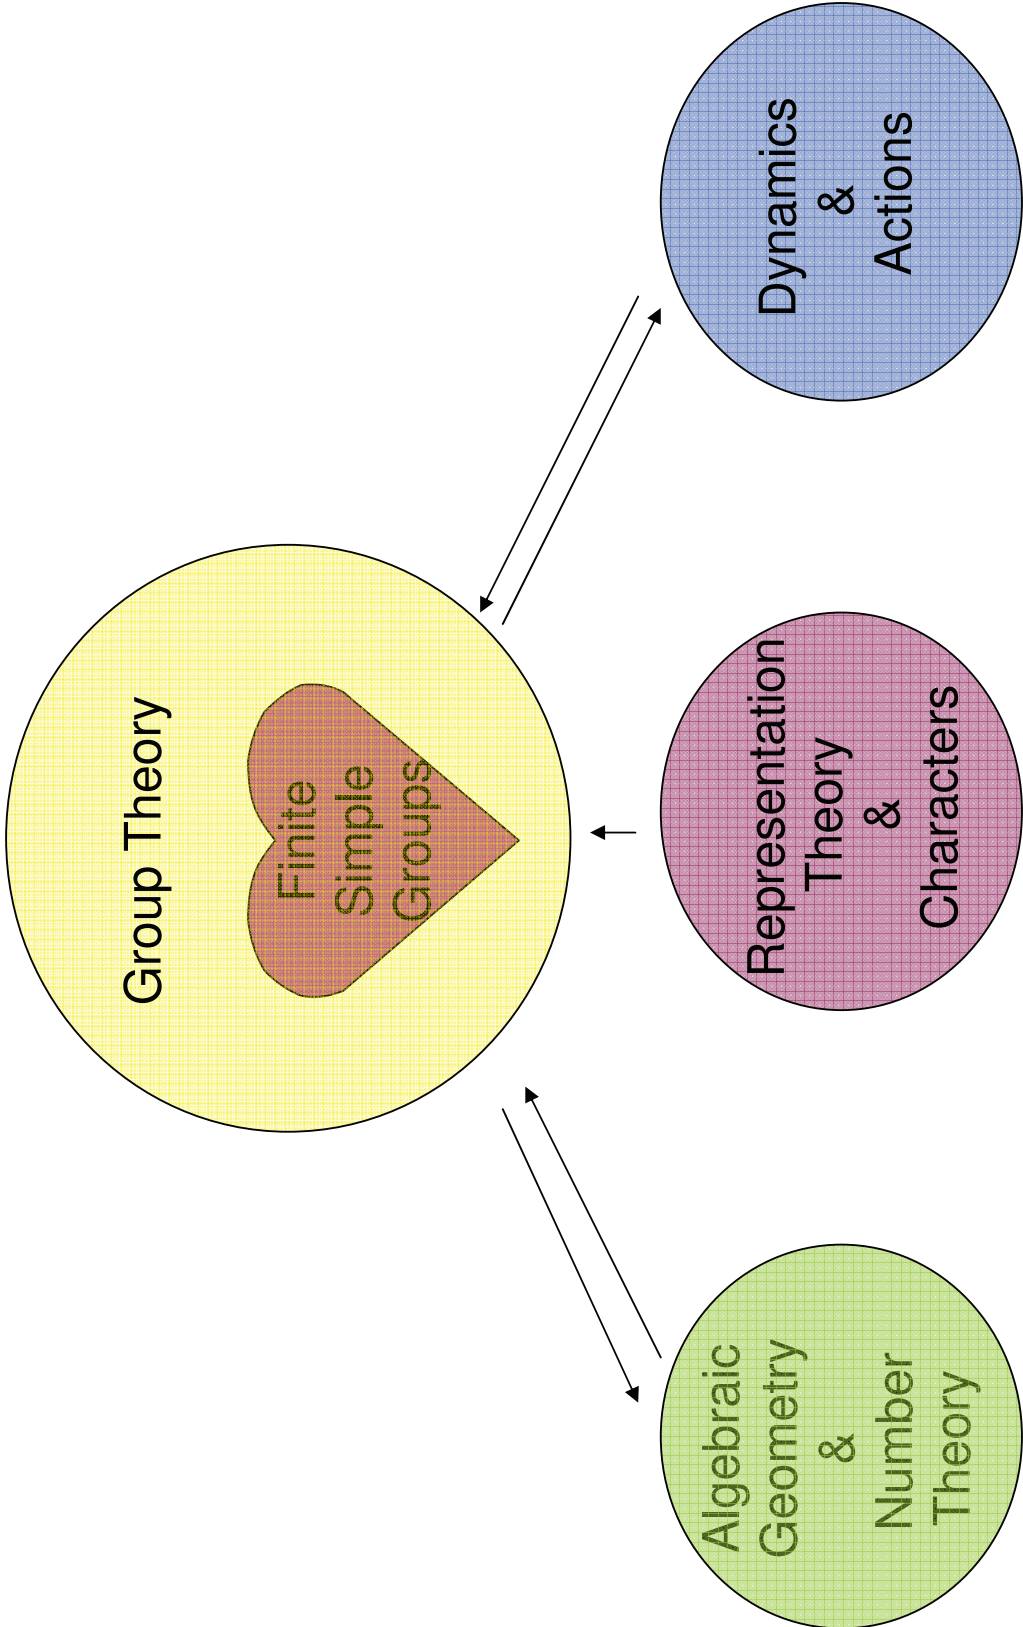 Group Theory
Finite
Simple
Groups
Algebraic
Geometry
&
Number
Theory
Representation
Theory
&
Characters
Dynamics
&
Actions